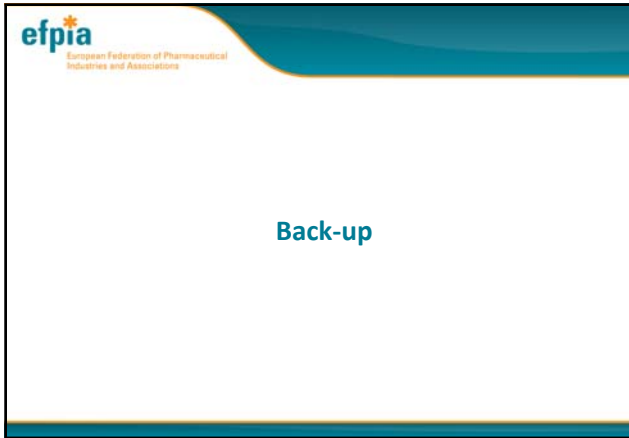 efpia
European Federation of Pharmaceutical
Industries and Associations
Back-up